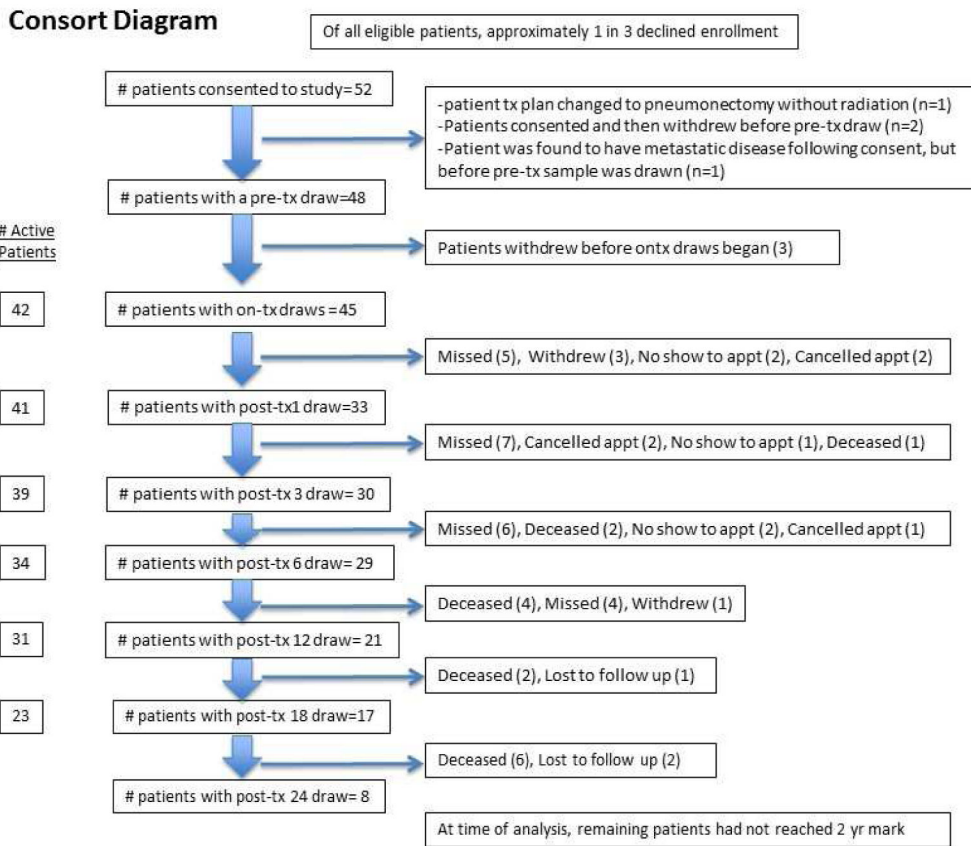 Consort Diagram
Of all eligible patients, approximately 1 in 3 declined enrollment
# patients consented to study=52
-patient tx plan changed to pneumonectomy without radiation (n=1)
-Patients consented and then withdrew before pre-tx draw (n=2)
-Patient was found to have metastatic disease following consent, but
before pre-tx sample was drawn (n=1)
# patients with a pre-tx draw=48
# Active
Patients
Patients withdrew before ontx draws began (3)
42
# patients with on-tx draws =45
Missed (5), Withdrew (3), No show to appt (2), Cancelled appt (2)
41
# patients with post-tx1 draw=33
Missed (7), Cancelled appt (2), No show to appt (1), Deceased (1)
39
# patients with post-tx 3 draw= 30
Missed (6), Deceased (2), No show to appt (2), Cancelled appt (1)
34
# patients with post-tx 6 draw= 29
Deceased (4), Missed (4), Withdrew (1)
31
# patients with post-tx 12 draw= 21
Deceased (2), Lost to follow up (1)
23
# patients with post-tx 18 draw=17
Deceased (6), Lost to follow up (2)
# patients with post-tx 24 draw= 8
At time of analysis, remaining patients had not reached 2 yr mark